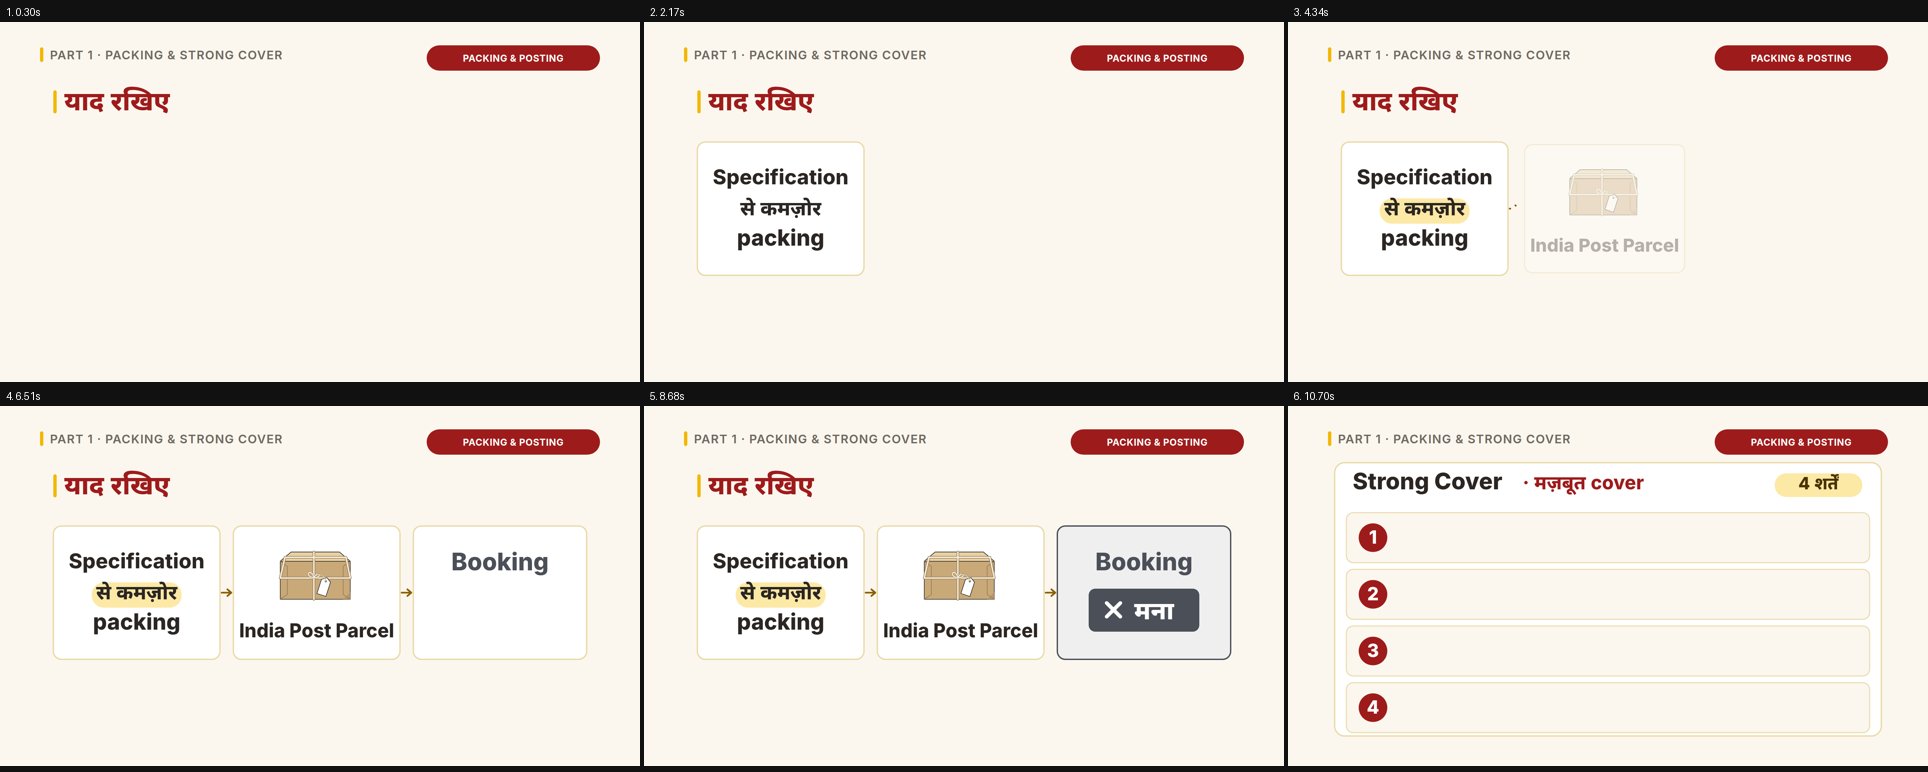 1. 0.30s
PART 1 · PACKING & STRONG COVER
PACKING & POSTING
याद रखिए
2. 2.17s
PART 1 · PACKING & STRONG COVER
PACKING & POSTING
याद रखिए
Specification
से कमज़ोर
packing
3. 4.34s
PART 1 · PACKING & STRONG COVER
PACKING & POSTING
याद रखिए
Specification
से कमज़ोर
packing
India Post Parcel
4. 6.51s
PART 1 · PACKING & STRONG COVER
PACKING & POSTING
याद रखिए
Specification
से कमज़ोर
packing
India Post Parcel
Booking
5. 8.68s
PART 1 · PACKING & STRONG COVER
PACKING & POSTING
याद रखिए
Specification
से कमज़ोर
packing
India Post Parcel
Booking
✕ मना
6. 10.70s
PART 1 · PACKING & STRONG COVER
PACKING & POSTING
Strong Cover · मज़बूत cover
4 शर्तें
1
2
3
4